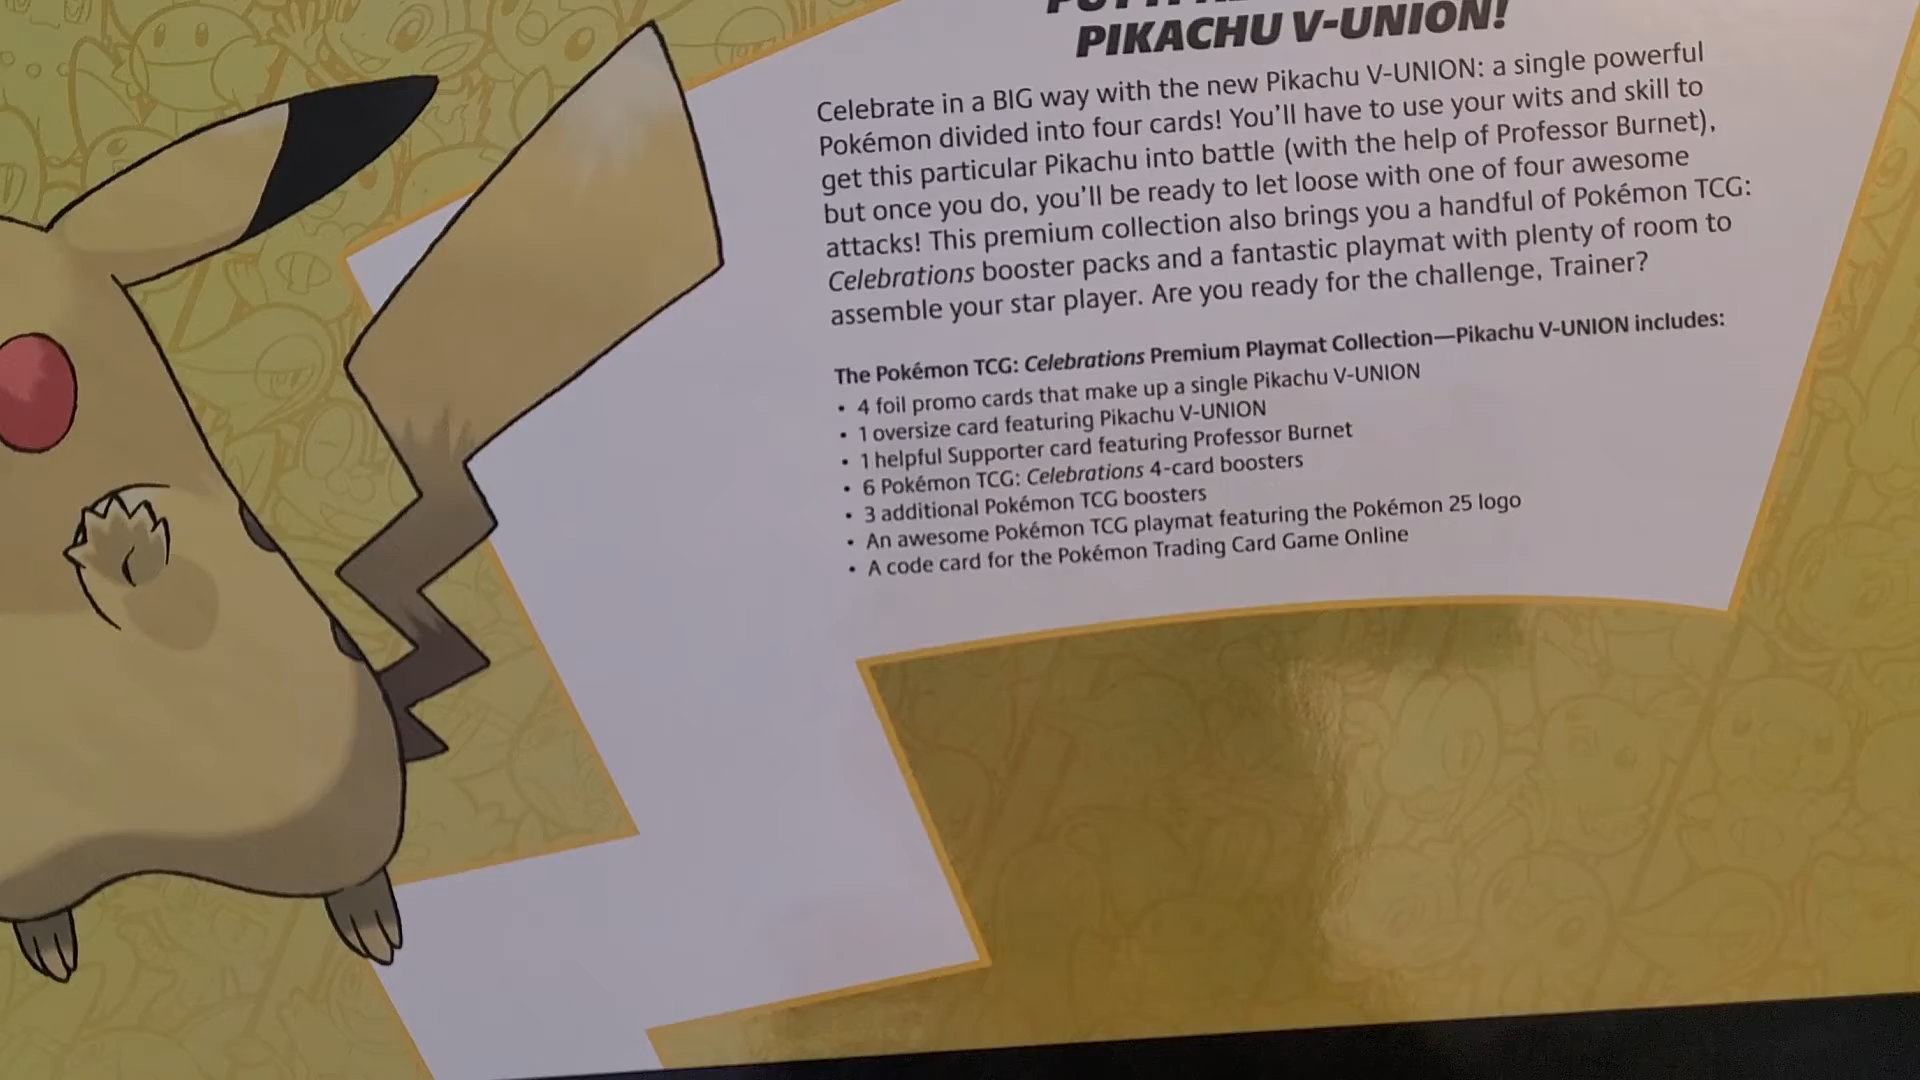 PIKACHU V-UNION!
Celebrate in a BIG way with the new Pikachu V-UNION: a single powerful
Pokémon divided into four cards! You'll have to use your wits and skill to
get this particular Pikachu into battle (with the help of Professor Burnet),
but once you do, you'll be ready to let loose with one of four awesome
attacks! This premium collection also brings you a handful of Pokémon TCG:
Celebrations booster packs and a fantastic playmat with plenty of room to
assemble your star player. Are you ready for the challenge, Trainer?
The Pokémon TCG: Celebrations Premium Playmat Collection—Pikachu V-UNION includes:
• 4 foil promo cards that make up a single Pikachu V-UNION
• 1 oversize card featuring Pikachu V-UNION
• 1 helpful Supporter card featuring Professor Burnet
• 6 Pokémon TCG: Celebrations 4-card boosters
• 3 additional Pokémon TCG boosters
• An awesome Pokémon TCG playmat featuring the Pokémon 25 logo
• A code card for the Pokémon Trading Card Game Online